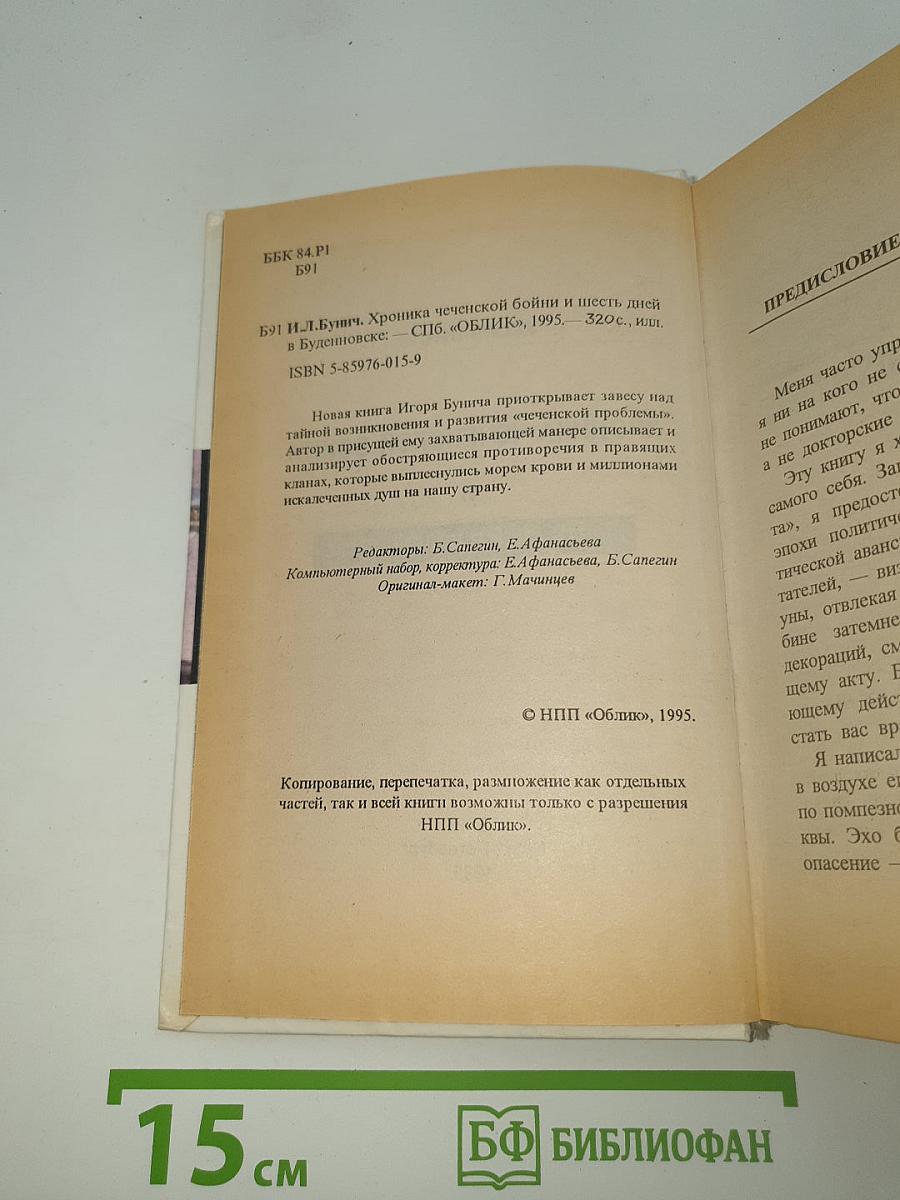 ББК 84.Р1
Б91
Б91 И.Л.Бунич. Хроника чеченской бойни и шесть дней
в Буденновске: — СПб. «ОБЛИК», 1995.— 320с., илл.
ISBN 5-85976-015-9
Новая книга Игоря Бунича приоткрывает завесу над
тайной возникновения и развития «чеченской проблемы».
Автор в присущей ему захватывающей манере описывает и
анализирует обостряющиеся противоречия в правящих
кланах, которые выплеснулись морем крови и миллионами
искалеченных душ на нашу страну.
Редакторы: Б.Сапегин, Е.Афанасьева
Компьютерный набор, корректура: Е.Афанасьева, Б.Сапегин
Оригинал-макет: Г.Мачинцев
© НПП «Облик», 1995.
Копирование, перепечатка, размножение как отдельных
частей, так и всей книги возможны только с разрешения
НПП «Облик».
ПРЕДИСЛОВИЕ
Меня часто упр
я ни на кого не с
не понимают, что
а не докторские
Эту книгу я х
самого себя. Заг
та», я предосте
эпохи политиче
тической аванс
тателей, — виз
уны, отвлекая
бине затемне
декораций, см
щему акту. Б
ющему дейст
стать вас вр
Я написал
в воздухе е
по помпезно
квы. Эхо б
опасение —
15 см
БФ БИБЛИОФАН